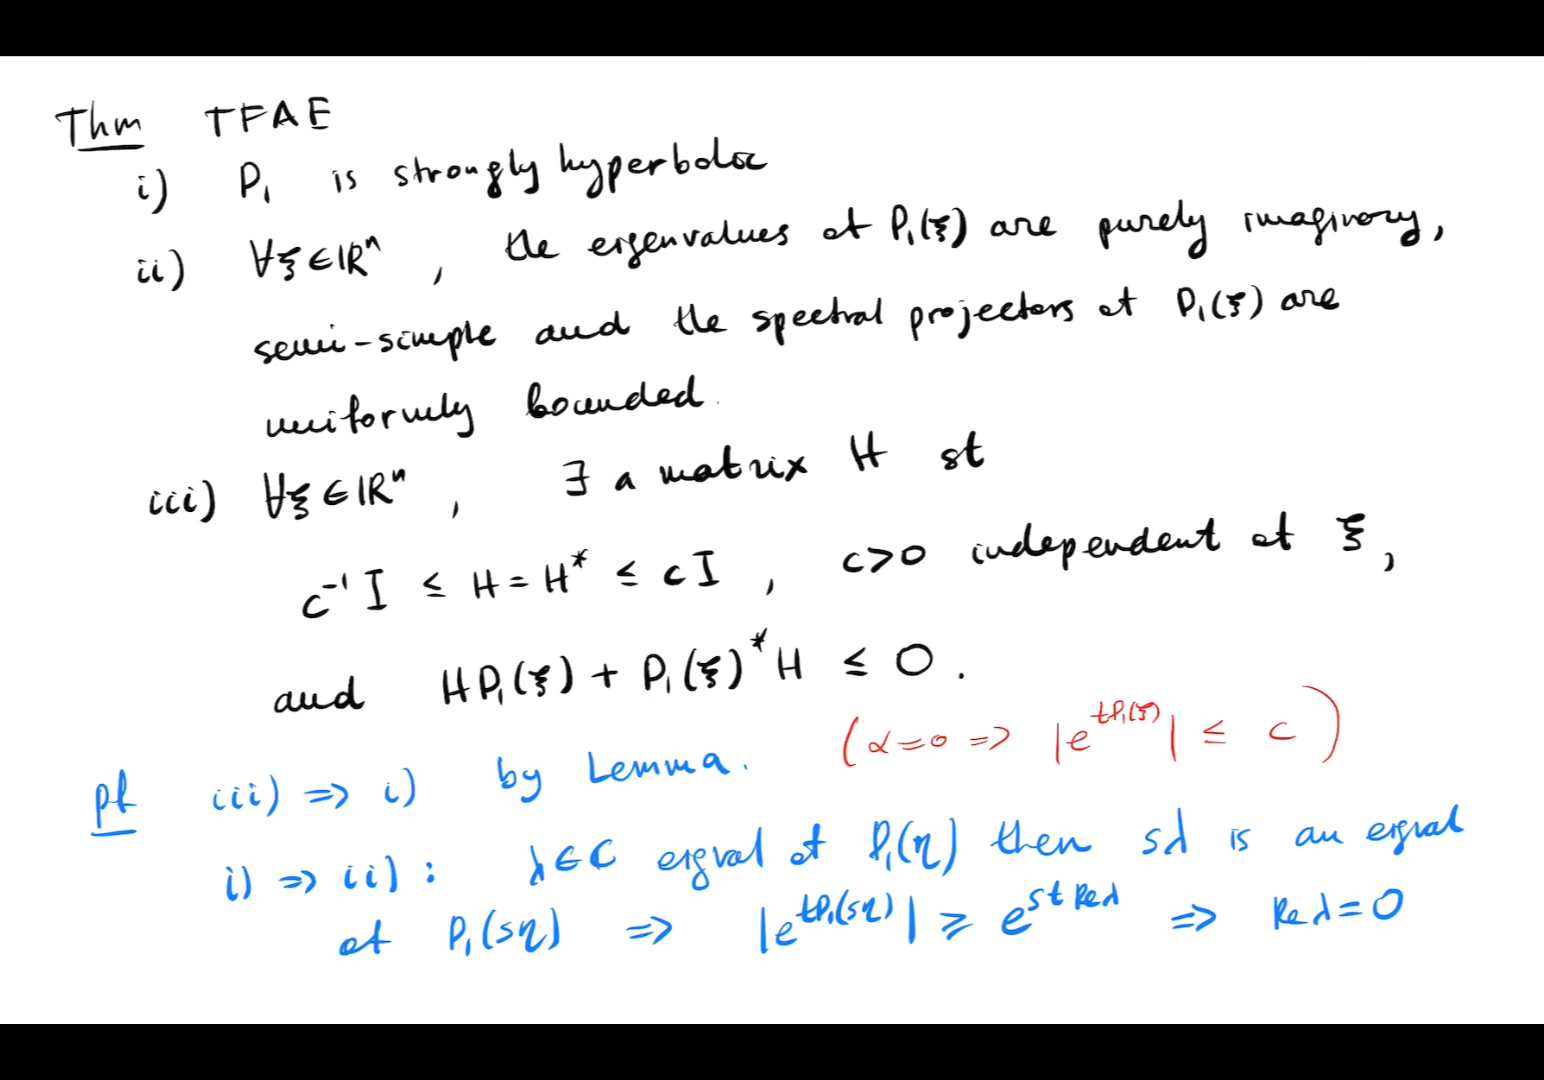 Thm TFAE
i) P₁ is strongly hyperbolic
ii) ∀ξ∈ℝⁿ, the eigenvalues of P₁(ξ) are purely imaginary,
semi-simple and the spectral projectors of P₁(ξ) are
uniformly bounded.
iii) ∀ξ∈ℝⁿ, ∃ a matrix H st
c⁻¹ I ≤ H = H* ≤ c I, c>0 independent of ξ,
and HP₁(ξ) + P₁(ξ)*H ≤ 0.
(α=0 => |e^{tP₁(ξ)}| ≤ c)
pf iii) => i) by Lemma.
i) => ii): λ∈ℂ eigval of P₁(η) then sλ is an eigval
of P₁(sη) => |e^{tP₁(sη)}| ≥ e^{st Re λ} => Re λ = 0